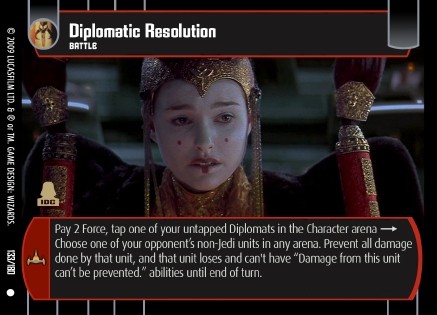 Diplomatic Resolution
BATTLE
© 2009 LUCASFILM LTD. & ® or TM. GAME DESIGN: WIZARDS.
IDC
Pay 2 Force, tap one of your untapped Diplomats in the Character arena →
Choose one of your opponent's non-Jedi units in any arena. Prevent all damage
done by that unit, and that unit loses and can't have “Damage from this unit
can't be prevented.” abilities until end of turn.